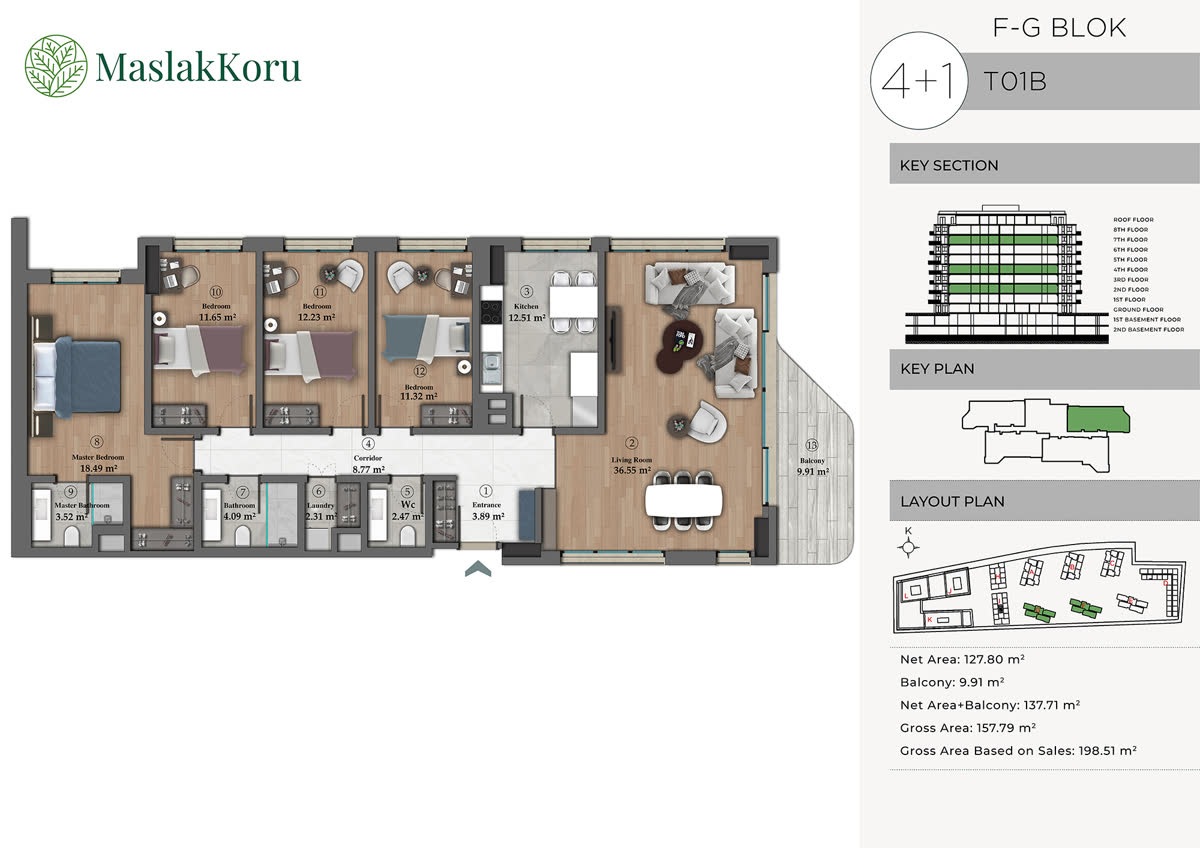 MaslakKoru
F-G BLOK
4+1
T01B
KEY SECTION
ROOF FLOOR
8TH FLOOR
7TH FLOOR
6TH FLOOR
5TH FLOOR
4TH FLOOR
3RD FLOOR
2ND FLOOR
1ST FLOOR
GROUND FLOOR
1ST BASEMENT FLOOR
2ND BASEMENT FLOOR
KEY PLAN
LAYOUT PLAN
K
L
J
K
A
B
C
D
Net Area: 127.80 m²
Balcony: 9.91 m²
Net Area+Balcony: 137.71 m²
Gross Area: 157.79 m²
Gross Area Based on Sales: 198.51 m²
10
Bedroom
11.65 m²
11
Bedroom
12.23 m²
12
Bedroom
11.32 m²
3
Kitchen
12.51 m²
8
Master Bedroom
18.49 m²
4
Corridor
8.77 m²
2
Living Room
36.55 m²
13
Balcony
9.91 m²
9
Master Bathroom
3.52 m²
7
Bathroom
4.09 m²
6
Laundry
2.31 m²
5
Wc
2.47 m²
1
Entrance
3.89 m²